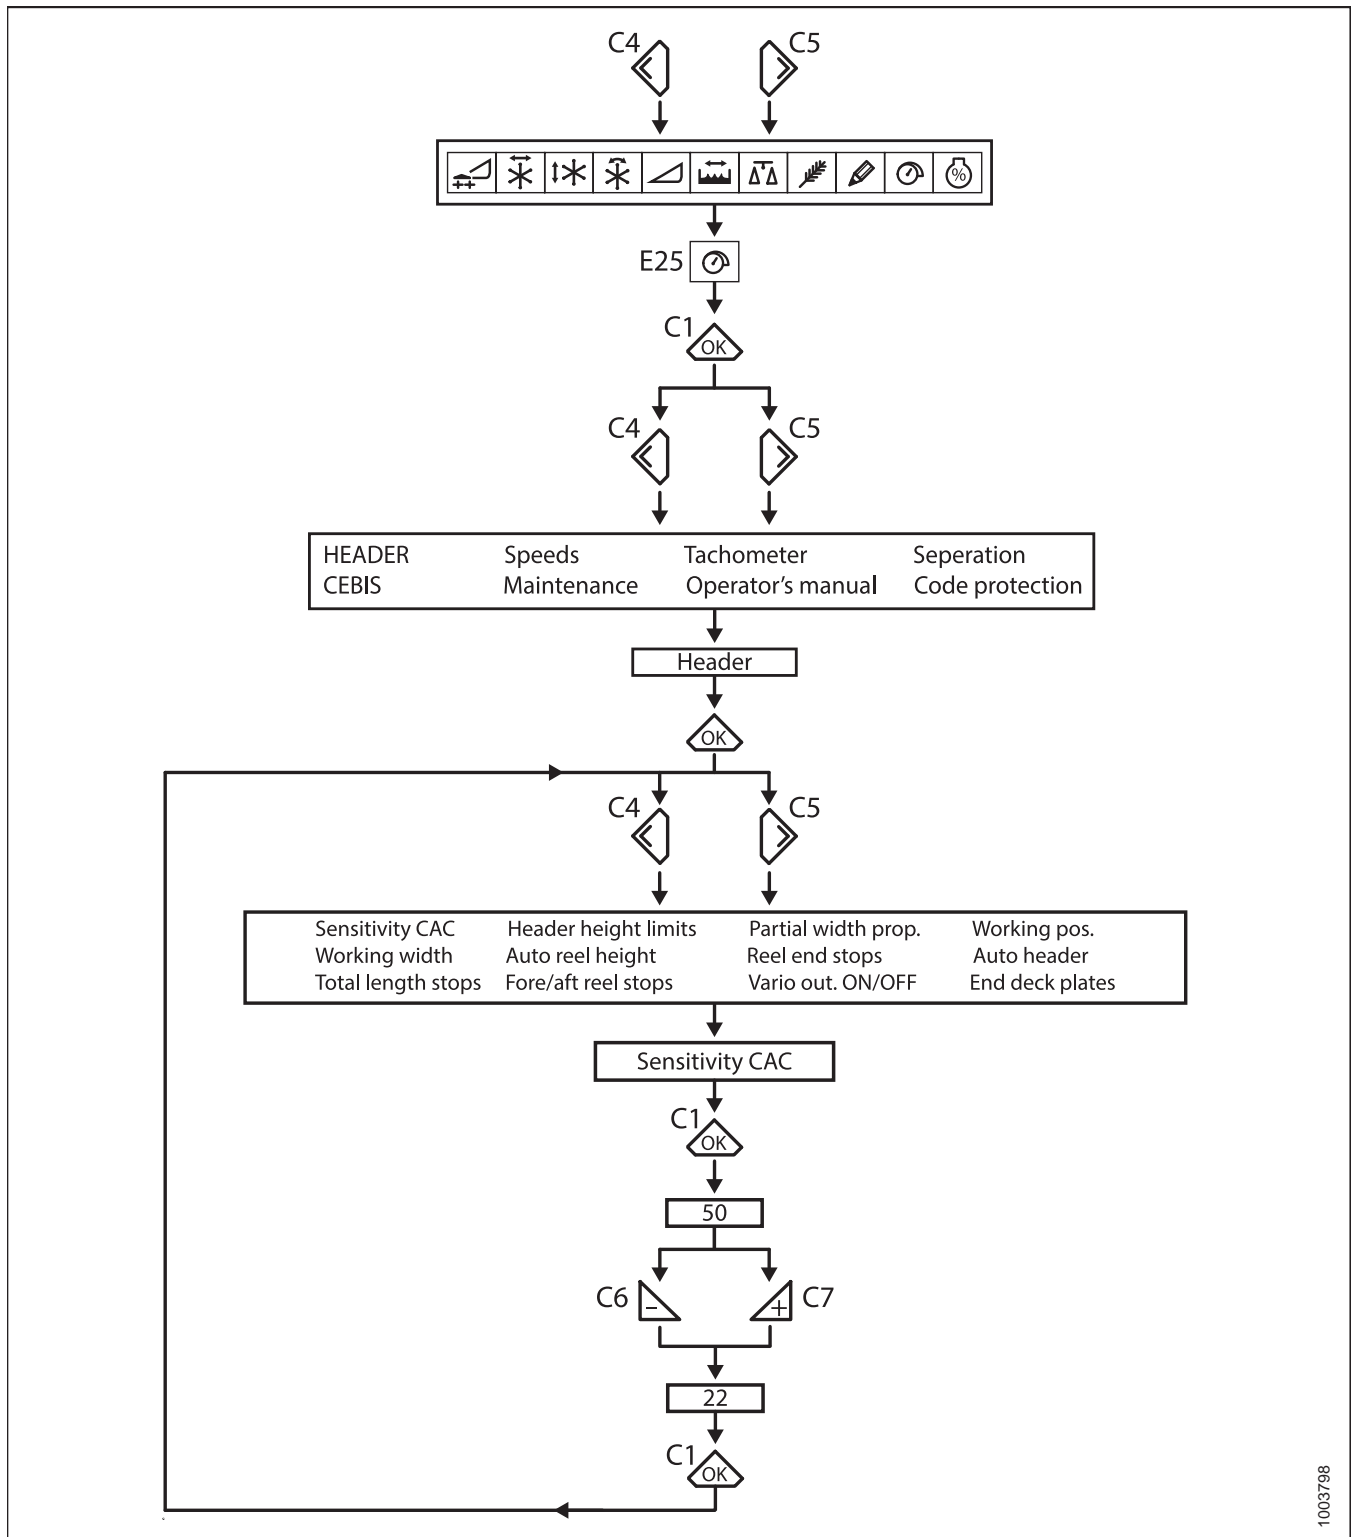 C4 C5
%
E25
C1
OK
C4 C5
HEADER Speeds Tachometer Seperation
CEBIS Maintenance Operator's manual Code protection
Header
OK
C4 C5
Sensitivity CAC Header height limits Partial width prop. Working pos.
Working width Auto reel height Reel end stops Auto header
Total length stops Fore/aft reel stops Vario out. ON/OFF End deck plates
Sensitivity CAC
C1
OK
50
C6 - + C7
22
C1
OK
1003798